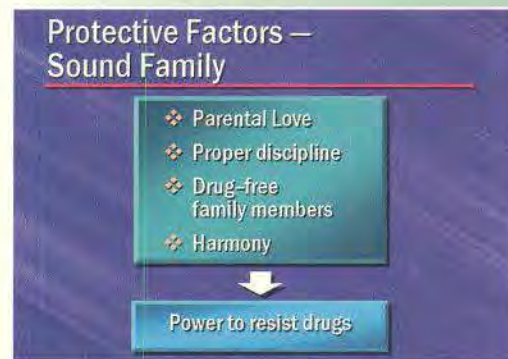 Protective Factors —
Sound Family
❖ Parental Love
❖ Proper discipline
❖ Drug–free
family members
❖ Harmony
Power to resist drugs